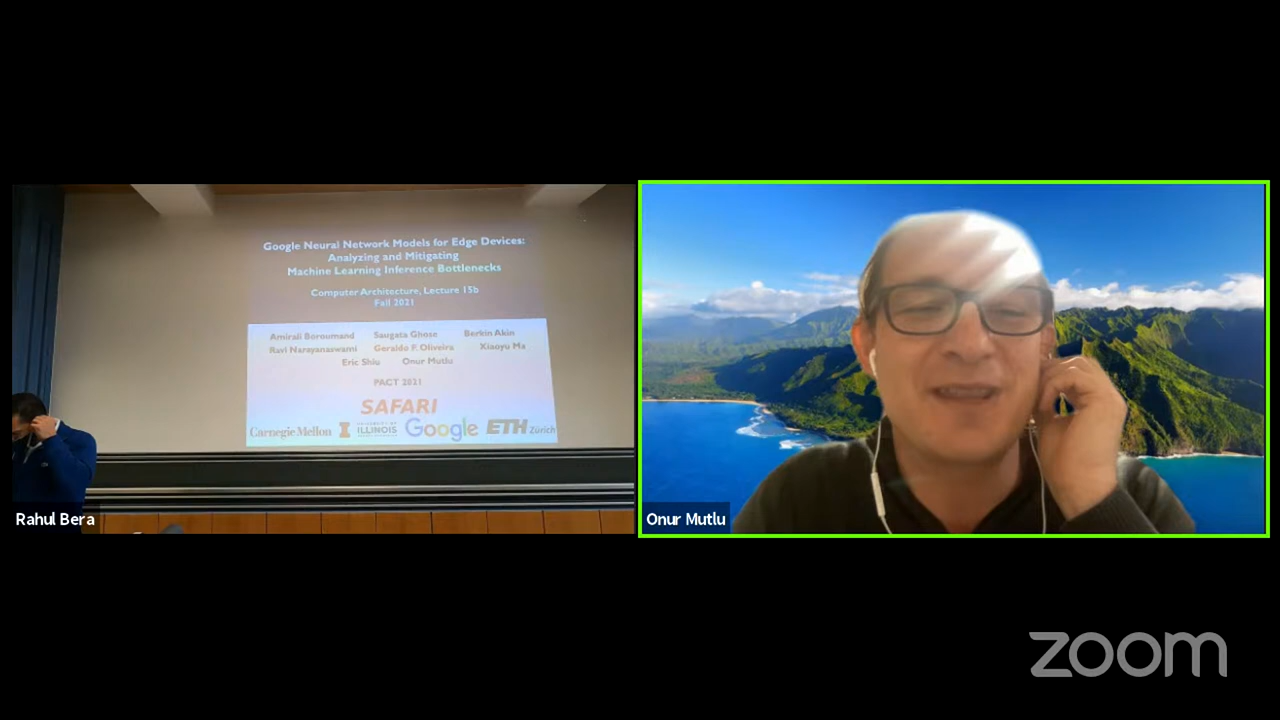 Google Neural Network Models for Edge Devices:
Analyzing and Mitigating
Machine Learning Inference Bottlenecks
Computer Architecture, Lecture 15b
Fall 2021
Amirali Boroumand Saugata Ghose Berkin Akin
Ravi Narayanaswami Geraldo F. Oliveira Xiaoyu Ma
Eric Shiu Onur Mutlu
PACT 2021
SAFARI
Carnegie Mellon I ILLINOIS Google ETH Zürich
Rahul Bera
Onur Mutlu
zoom